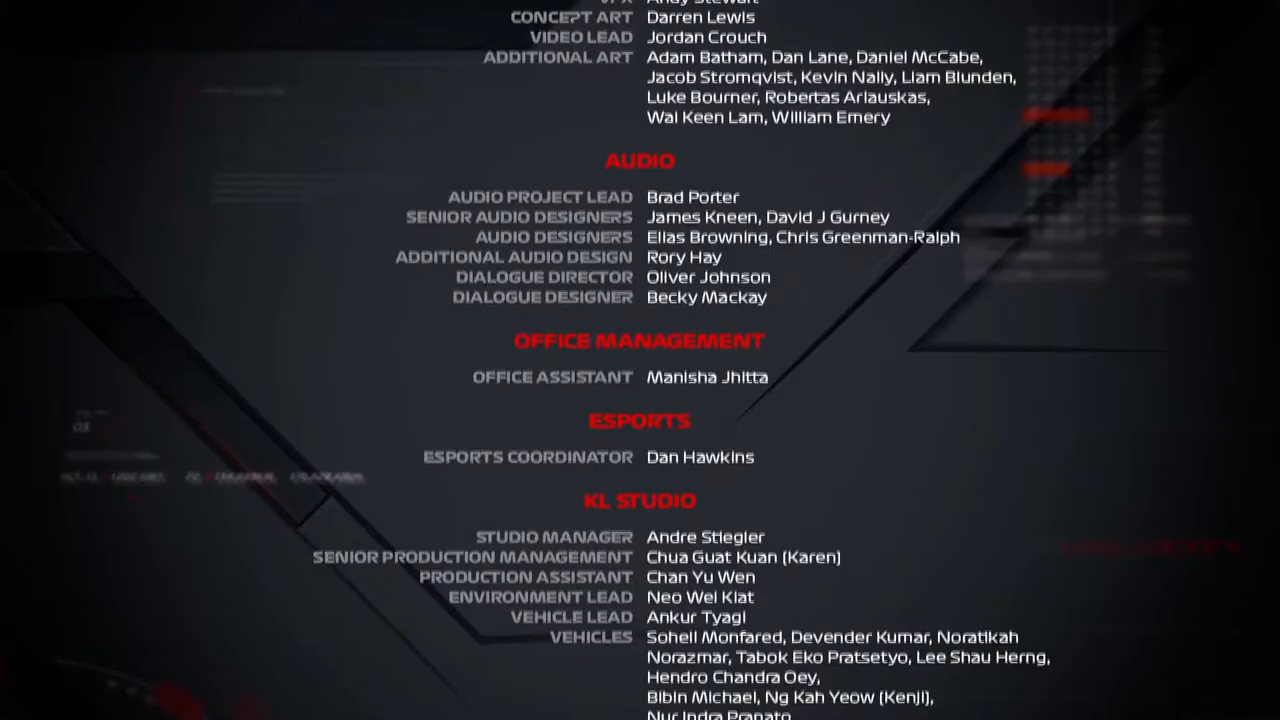 VFX Andy Stewart
CONCEPT ART Darren Lewis
VIDEO LEAD Jordan Crouch
ADDITIONAL ART Adam Batham, Dan Lane, Daniel McCabe,
Jacob Stromqvist, Kevin Nally, Liam Blunden,
Luke Bourner, Robertas Arlauskas,
Wai Keen Lam, William Emery
AUDIO
AUDIO PROJECT LEAD Brad Porter
SENIOR AUDIO DESIGNERS James Kneen, David J Gurney
AUDIO DESIGNERS Elias Browning, Chris Greenman-Ralph
ADDITIONAL AUDIO DESIGN Rory Hay
DIALOGUE DIRECTOR Oliver Johnson
DIALOGUE DESIGNER Becky Mackay
OFFICE MANAGEMENT
OFFICE ASSISTANT Manisha Jhitta
ESPORTS
ESPORTS COORDINATOR Dan Hawkins
KL STUDIO
STUDIO MANAGER Andre Stiegler
SENIOR PRODUCTION MANAGEMENT Chua Guat Kuan (Karen)
PRODUCTION ASSISTANT Chan Yu Wen
ENVIRONMENT LEAD Neo Wei Kiat
VEHICLE LEAD Ankur Tyagi
VEHICLES Soheil Monfared, Devender Kumar, Noratikah
Norazmar, Tabok Eko Pratsetyo, Lee Shau Herng,
Hendro Chandra Oey,
Bibin Michael, Ng Kah Yeow (Kenji),
Nur Indra Pranato